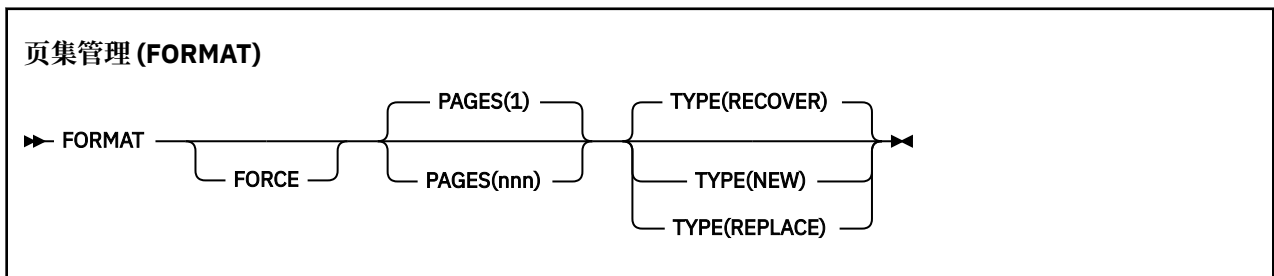 页集管理 (FORMAT)
PAGES(1) TYPE(RECOVER)
FORMAT
FORCE PAGES(nnn) TYPE(NEW)
TYPE(REPLACE)